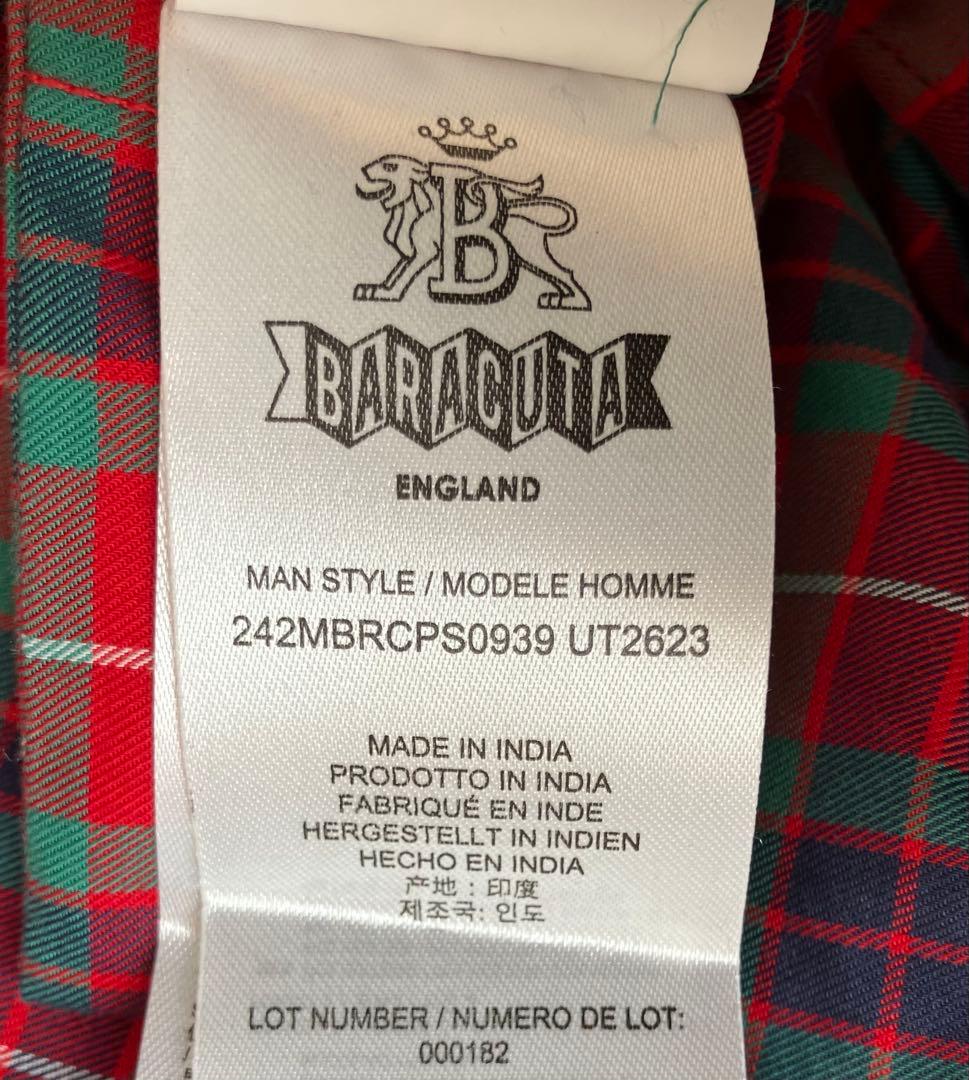 B
BARACUTA
ENGLAND
MAN STYLE / MODELE HOMME
242MBRCPS0939 UT2623
MADE IN INDIA
PRODOTTO IN INDIA
FABRIQUÉ EN INDE
HERGESTELLT IN INDIEN
HECHO EN INDIA
产地：印度
제조국: 인도
LOT NUMBER / NUMERO DE LOT:
000182